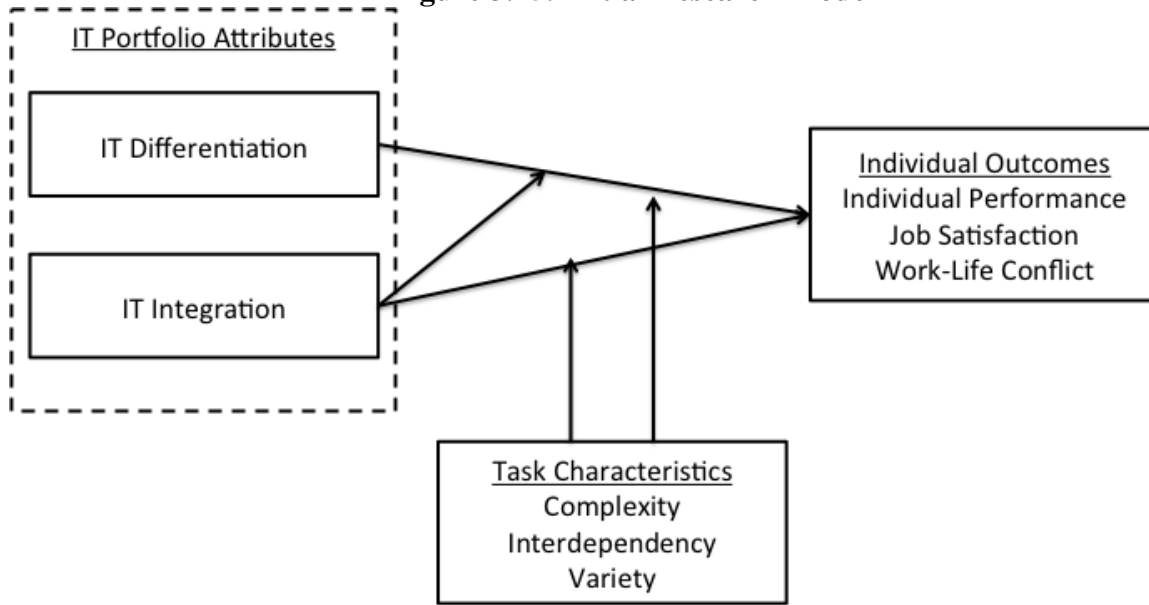 IT Portfolio Attributes
IT Differentiation
IT Integration
Individual Outcomes
Individual Performance
Job Satisfaction
Work-Life Conflict
Task Characteristics
Complexity
Interdependency
Variety